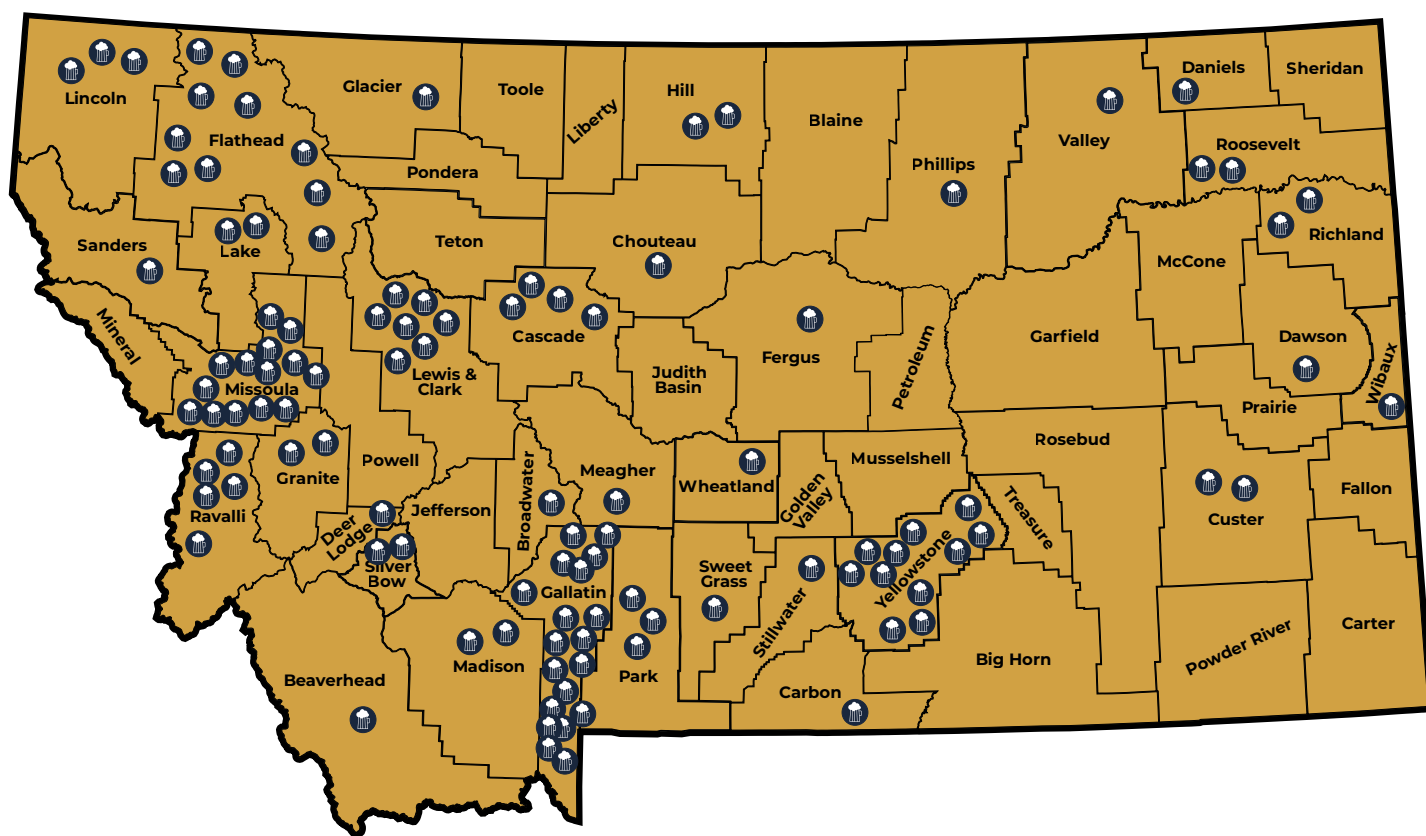 Lincoln
Flathead
Glacier
Toole
Liberty
Hill
Blaine
Phillips
Valley
Daniels
Sheridan
Roosevelt
Pondera
Teton
Chouteau
Richland
McCone
Sanders
Lake
Mineral
Missoula
Lewis &
Clark
Cascade
Judith
Basin
Fergus
Petroleum
Garfield
Dawson
Wibaux
Prairie
Ravalli
Granite
Powell
Deer
Lodge
Silver
Bow
Jefferson
Broadwater
Meagher
Wheatland
Golden
Valley
Musselshell
Rosebud
Treasure
Custer
Fallon
Gallatin
Sweet
Grass
Stillwater
Yellowstone
Beaverhead
Madison
Park
Carbon
Big Horn
Powder River
Carter